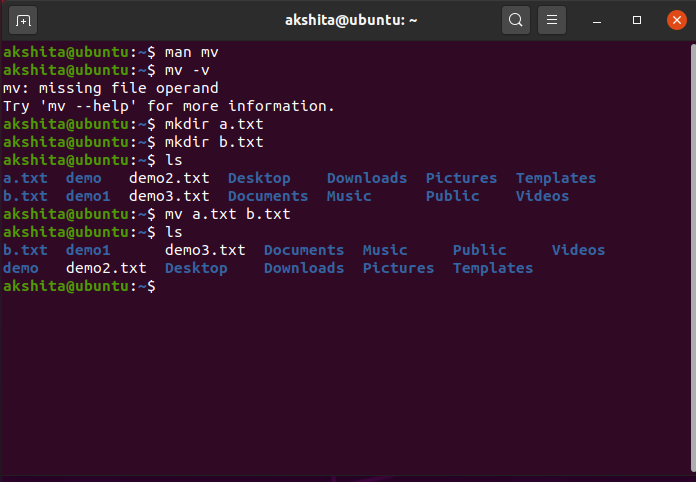 akshita@ubuntu: ~
akshita@ubuntu:~$ man mv
akshita@ubuntu:~$ mv -v
mv: missing file operand
Try 'mv --help' for more information.
akshita@ubuntu:~$ mkdir a.txt
akshita@ubuntu:~$ mkdir b.txt
akshita@ubuntu:~$ ls
a.txt  demo   demo2.txt  Desktop    Downloads  Pictures  Templates
b.txt  demo1  demo3.txt  Documents  Music      Public    Videos
akshita@ubuntu:~$ mv a.txt b.txt
akshita@ubuntu:~$ ls
b.txt  demo1      demo3.txt  Documents  Music     Public     Videos
demo   demo2.txt  Desktop    Downloads  Pictures  Templates
akshita@ubuntu:~$